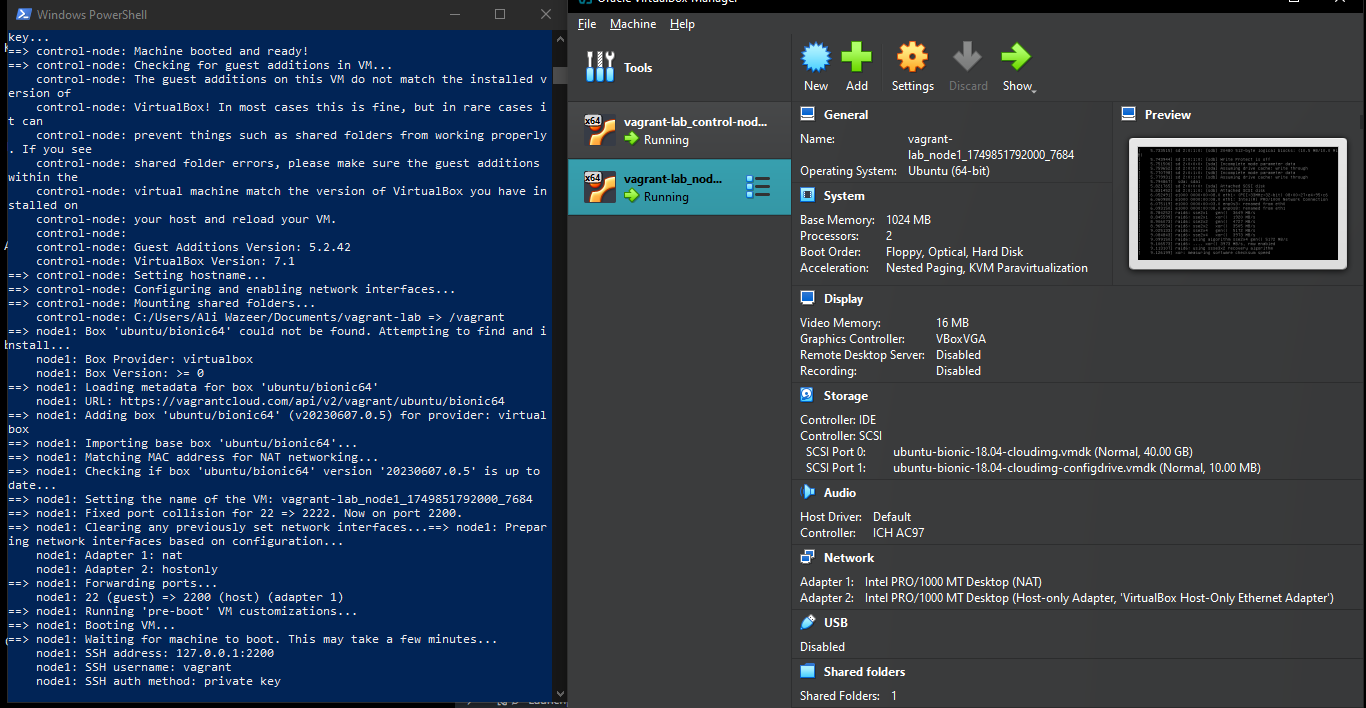 Windows PowerShell
key...
==> control-node: Machine booted and ready!
==> control-node: Checking for guest additions in VM...
    control-node: The guest additions on this VM do not match the installed v
ersion of
    control-node: VirtualBox! In most cases this is fine, but in rare cases i
t can
    control-node: prevent things such as shared folders from working properly
. If you see
    control-node: shared folder errors, please make sure the guest additions
within the
    control-node: virtual machine match the version of VirtualBox you have in
stalled on
    control-node: your host and reload your VM.
    control-node:
    control-node: Guest Additions Version: 5.2.42
    control-node: VirtualBox Version: 7.1
==> control-node: Setting hostname...
==> control-node: Configuring and enabling network interfaces...
==> control-node: Mounting shared folders...
    control-node: C:/Users/Ali Wazeer/Documents/vagrant-lab => /vagrant
==> node1: Box 'ubuntu/bionic64' could not be found. Attempting to find and i
nstall...
    node1: Box Provider: virtualbox
    node1: Box Version: >= 0
==> node1: Loading metadata for box 'ubuntu/bionic64'
    node1: URL: https://vagrantcloud.com/api/v2/vagrant/ubuntu/bionic64
==> node1: Adding box 'ubuntu/bionic64' (v20230607.0.5) for provider: virtual
box
==> node1: Importing base box 'ubuntu/bionic64'...
==> node1: Matching MAC address for NAT networking...
==> node1: Checking if box 'ubuntu/bionic64' version '20230607.0.5' is up to
date...
==> node1: Setting the name of the VM: vagrant-lab_node1_1749851792000_7684
==> node1: Fixed port collision for 22 => 2222. Now on port 2200.
==> node1: Clearing any previously set network interfaces...==> node1: Prepar
ing network interfaces based on configuration...
    node1: Adapter 1: nat
    node1: Adapter 2: hostonly
==> node1: Forwarding ports...
    node1: 22 (guest) => 2200 (host) (adapter 1)
==> node1: Running 'pre-boot' VM customizations...
==> node1: Booting VM...
==> node1: Waiting for machine to boot. This may take a few minutes...
    node1: SSH address: 127.0.0.1:2200
    node1: SSH username: vagrant
    node1: SSH auth method: private key
Oracle VirtualBox Manager
File Machine Help
Tools
x64
vagrant-lab_control-nod...
Running
x64
vagrant-lab_nod...
Running
New Add Settings Discard Show
General
Name: vagrant-
lab_node1_1749851792000_7684
Operating System: Ubuntu (64-bit)
System
Base Memory: 1024 MB
Processors: 2
Boot Order: Floppy, Optical, Hard Disk
Acceleration: Nested Paging, KVM Paravirtualization
Preview
Display
Video Memory: 16 MB
Graphics Controller: VBoxVGA
Remote Desktop Server: Disabled
Recording: Disabled
Storage
Controller: IDE
Controller: SCSI
SCSI Port 0: ubuntu-bionic-18.04-cloudimg.vmdk (Normal, 40.00 GB)
SCSI Port 1: ubuntu-bionic-18.04-cloudimg-configdrive.vmdk (Normal, 10.00 MB)
Audio
Host Driver: Default
Controller: ICH AC97
Network
Adapter 1: Intel PRO/1000 MT Desktop (NAT)
Adapter 2: Intel PRO/1000 MT Desktop (Host-only Adapter, 'VirtualBox Host-Only Ethernet Adapter')
USB
Disabled
Shared folders
Shared Folders: 1